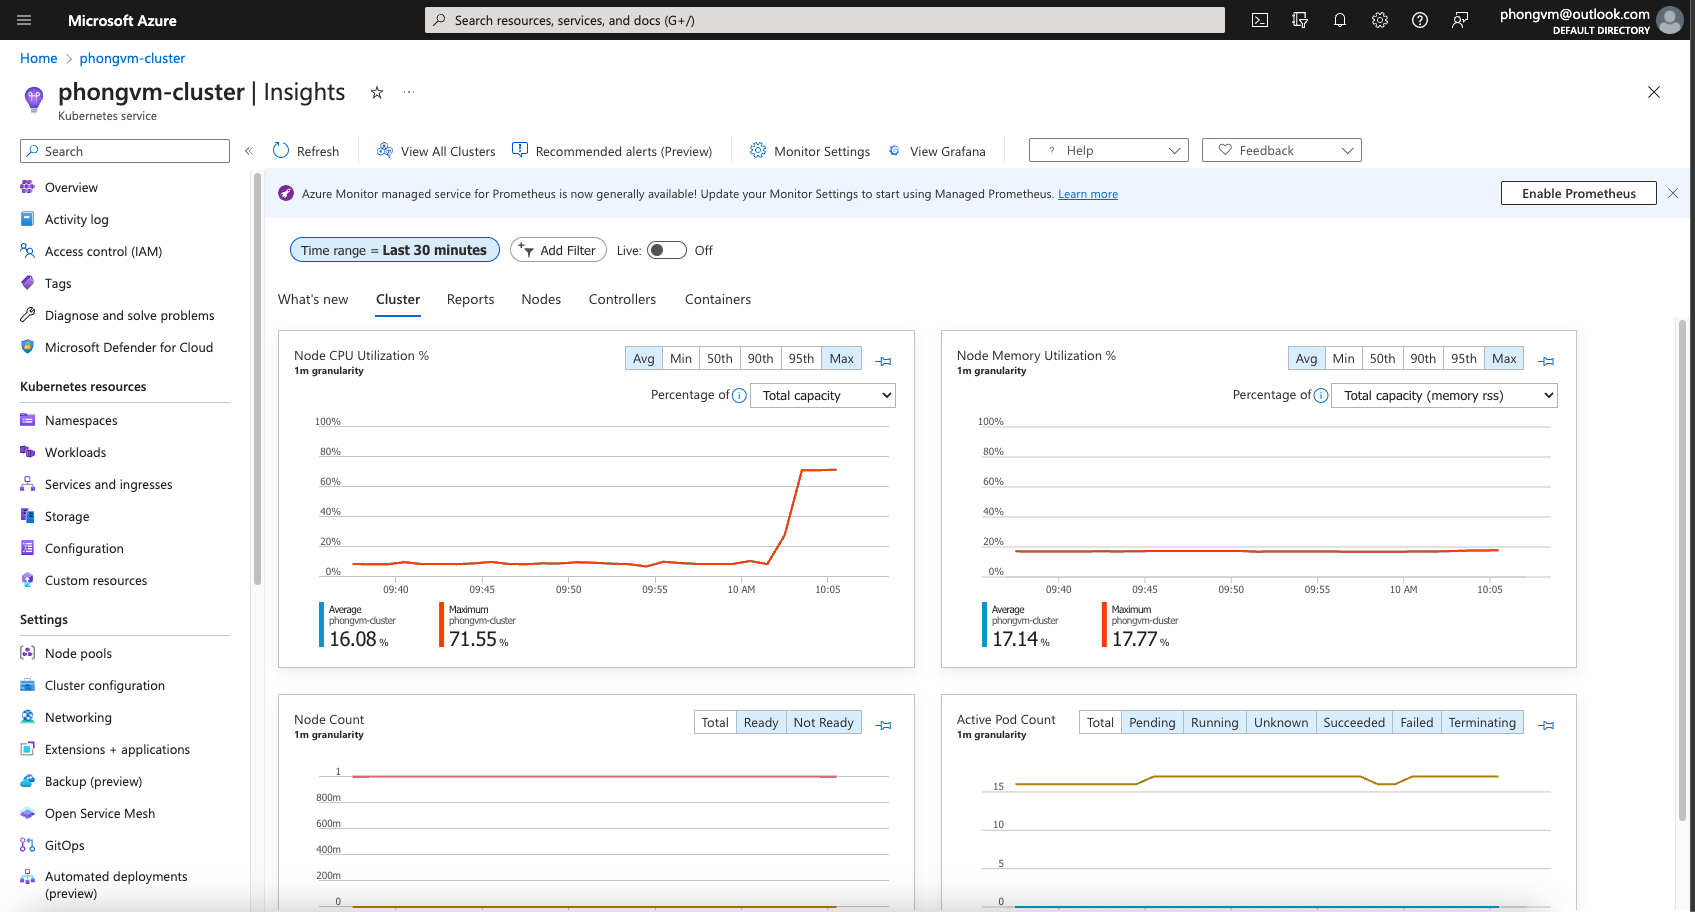 Microsoft Azure
Search resources, services, and docs (G+/)
phongvm@outlook.com
DEFAULT DIRECTORY
Home > phongvm-cluster
phongvm-cluster | Insights
Kubernetes service
Search
Refresh
View All Clusters
Recommended alerts (Preview)
Monitor Settings
View Grafana
? Help
Feedback
Overview
Activity log
Access control (IAM)
Tags
Diagnose and solve problems
Microsoft Defender for Cloud
Kubernetes resources
Namespaces
Workloads
Services and ingresses
Storage
Configuration
Custom resources
Settings
Node pools
Cluster configuration
Networking
Extensions + applications
Backup (preview)
Open Service Mesh
GitOps
Automated deployments
(preview)
Azure Monitor managed service for Prometheus is now generally available! Update your Monitor Settings to start using Managed Prometheus. Learn more
Enable Prometheus
Time range = Last 30 minutes
Add Filter
Live: Off
What's new Cluster Reports Nodes Controllers Containers
Node CPU Utilization %
1m granularity
Avg Min 50th 90th 95th Max
Percentage of i Total capacity
100%
80%
60%
40%
20%
0%
09:40 09:45 09:50 09:55 10 AM 10:05
Average
phongvm-cluster
16.08 %
Maximum
phongvm-cluster
71.55 %
Node Memory Utilization %
1m granularity
Avg Min 50th 90th 95th Max
Percentage of i Total capacity (memory rss)
100%
80%
60%
40%
20%
0%
09:40 09:45 09:50 09:55 10 AM 10:05
Average
phongvm-cluster
17.14 %
Maximum
phongvm-cluster
17.77 %
Node Count
1m granularity
Total Ready Not Ready
1
800m
600m
400m
200m
0
Active Pod Count
1m granularity
Total Pending Running Unknown Succeeded Failed Terminating
15
10
5
0